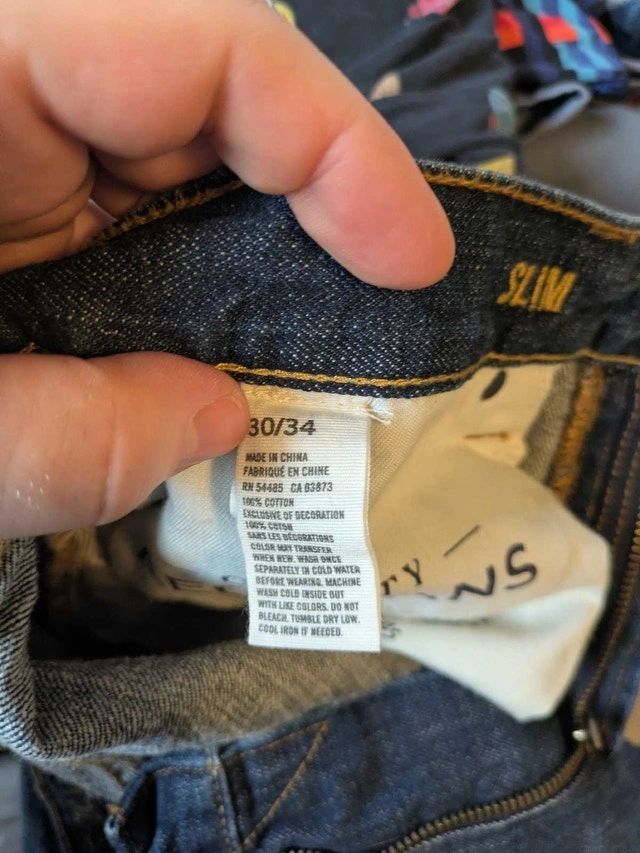 SLIM
30/34
MADE IN CHINA
FABRIQUÉ EN CHINE
RN 54485 CA 03873
100% COTTON
EXCLUSIVE OF DECORATION
100% COTON
SANS LES DÉCORATIONS
COLOR MAY TRANSFER
WHEN NEW. WASH ONCE
SEPARATELY IN COLD WATER
BEFORE WEARING. MACHINE
WASH COLD INSIDE OUT
WITH LIKE COLORS. DO NOT
BLEACH. TUMBLE DRY LOW.
COOL IRON IF NEEDED.